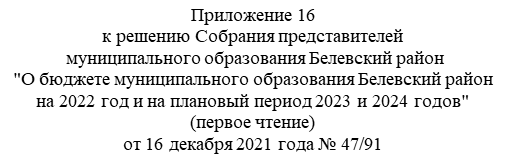 Приложение 16
к решению Собрания представителей
муниципального образования Белевский район
"О бюджете муниципального образования Белевский район
на 2022 год и на плановый период 2023 и 2024 годов"
(первое чтение)
от 16 декабря 2021 года № 47/91